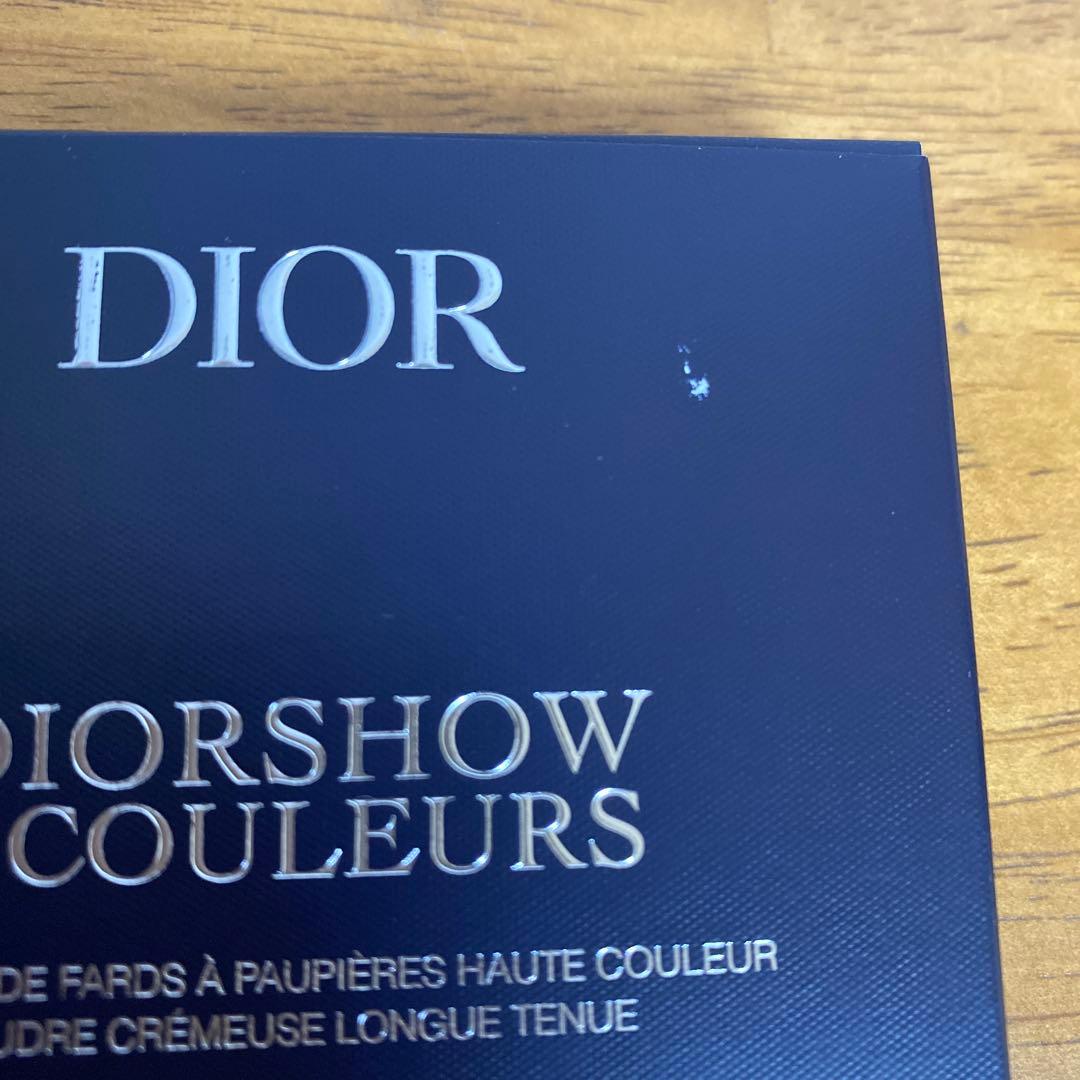 DIOR
DIORSHOW
COULEURS
DE FARDS À PAUPIÈRES HAUTE COULEUR
UDRE CRÉMEUSE LONGUE TENUE